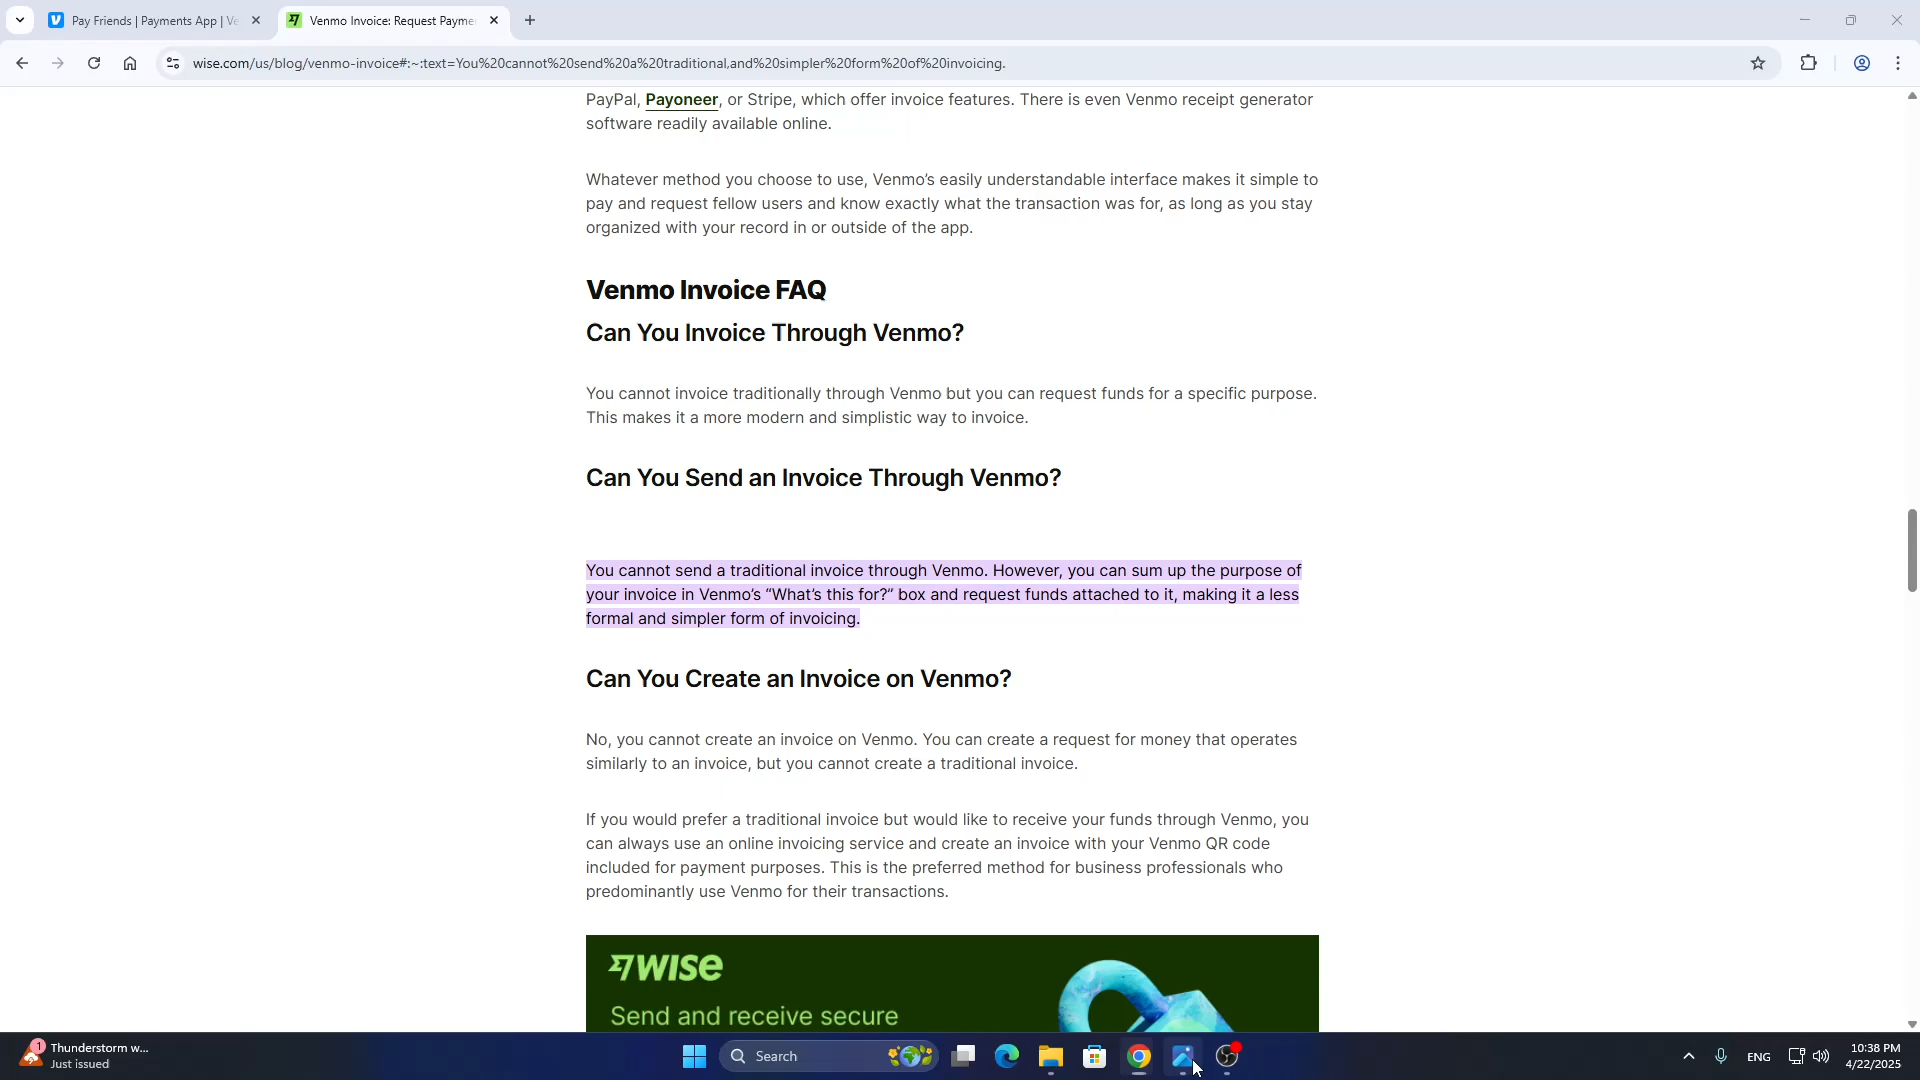 Pay Friends | Payments App | Ve
Venmo Invoice: Request Payme
wise.com/us/blog/venmo-invoice#:~:text=You%20cannot%20send%20a%20traditional,and%20simpler%20form%20of%20invoicing.
PayPal, Payoneer, or Stripe, which offer invoice features. There is even Venmo receipt generator
software readily available online.
Whatever method you choose to use, Venmo’s easily understandable interface makes it simple to
pay and request fellow users and know exactly what the transaction was for, as long as you stay
organized with your record in or outside of the app.
Venmo Invoice FAQ
Can You Invoice Through Venmo?
You cannot invoice traditionally through Venmo but you can request funds for a specific purpose.
This makes it a more modern and simplistic way to invoice.
Can You Send an Invoice Through Venmo?
You cannot send a traditional invoice through Venmo. However, you can sum up the purpose of
your invoice in Venmo’s “What’s this for?” box and request funds attached to it, making it a less
formal and simpler form of invoicing.
Can You Create an Invoice on Venmo?
No, you cannot create an invoice on Venmo. You can create a request for money that operates
similarly to an invoice, but you cannot create a traditional invoice.
If you would prefer a traditional invoice but would like to receive your funds through Venmo, you
can always use an online invoicing service and create an invoice with your Venmo QR code
included for payment purposes. This is the preferred method for business professionals who
predominantly use Venmo for their transactions.
WISE
Send and receive secure
1
Thunderstorm w...
Just issued
Search
ENG
10:38 PM
4/22/2025